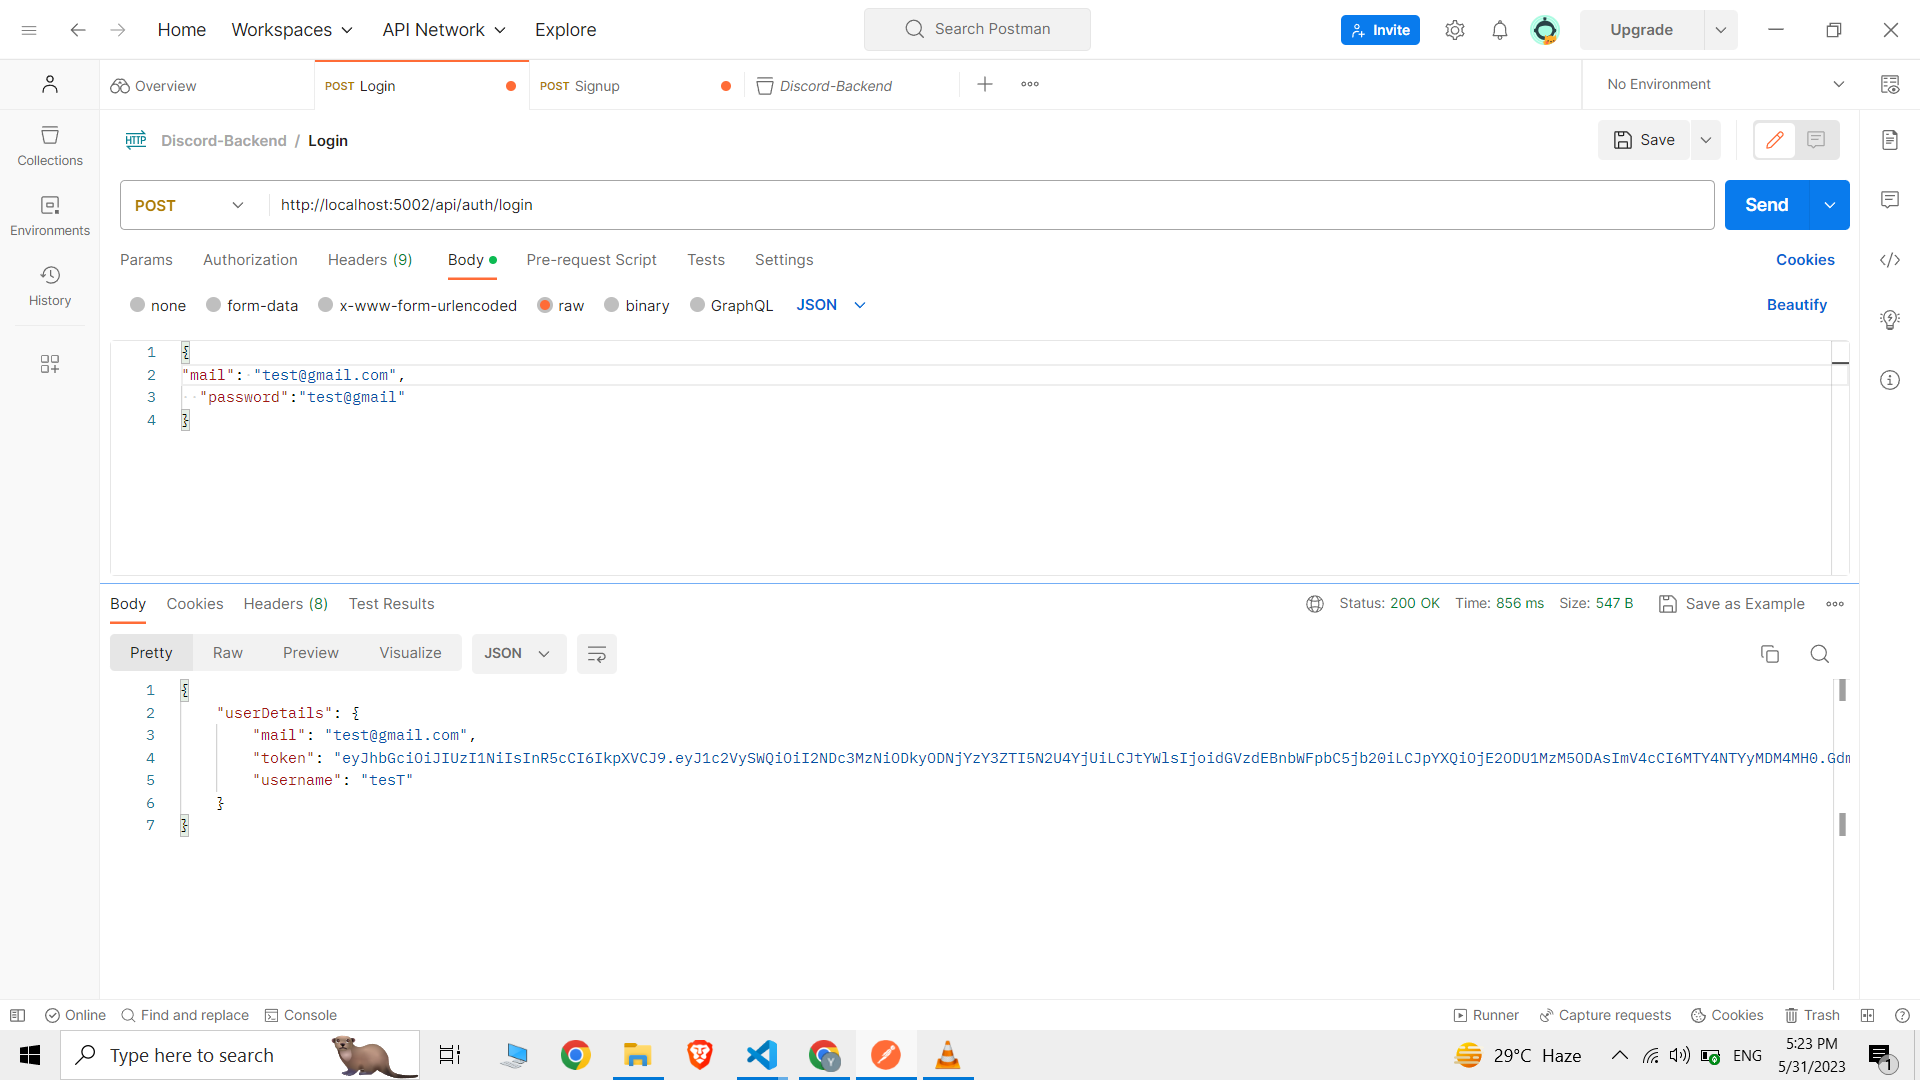 Home Workspaces API Network Explore Search Postman Invite Upgrade
Overview POST Login POST Signup Discord-Backend No Environment
HTTP Discord-Backend / Login Save
Collections
POST http://localhost:5002/api/auth/login Send
Environments
Params Authorization Headers (9) Body Pre-request Script Tests Settings Cookies
History
none form-data x-www-form-urlencoded raw binary GraphQL JSON Beautify
1 {
2 "mail": "test@gmail.com",
3 "password":"test@gmail"
4 }
Body Cookies Headers (8) Test Results Status: 200 OK Time: 856 ms Size: 547 B Save as Example
Pretty Raw Preview Visualize JSON
1 {
2 "userDetails": {
3 "mail": "test@gmail.com",
4 "token": "eyJhbGciOiJIUzI1NiIsInR5cCI6IkpXVCJ9.eyJ1c2VySWQiOiI2NDc3MzNiODkyODNjYzY3ZTI5N2U4YjUiLCJtYWlsIjoidGVzdEBnbWFpbC5jb20iLCJpYXQiOjE2ODU1MzM5ODAsImV4cCI6MTY4NTYyMDM4MH0.Gdm
5 "username": "tesT"
6 }
7 }
Online Find and replace Console Runner Capture requests Cookies Trash
Type here to search 29°C Haze ENG 5:23 PM
5/31/2023 1